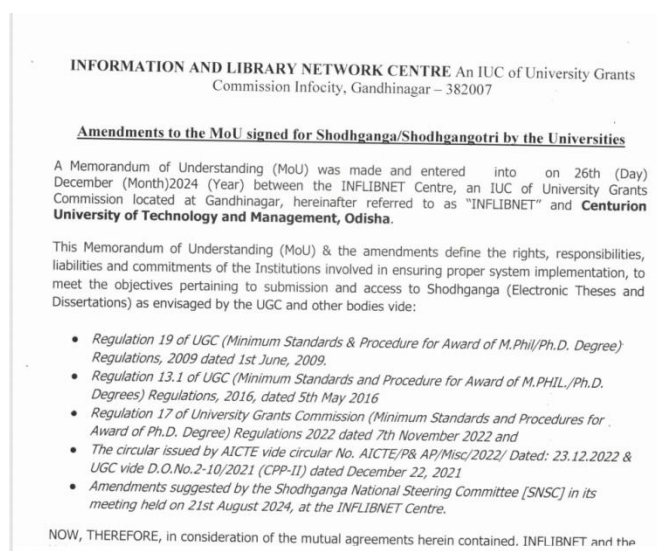 INFORMATION AND LIBRARY NETWORK CENTRE An IUC of University Grants
Commission Infocity, Gandhinagar – 382007
Amendments to the MoU signed for Shodhganga/Shodhgangotri by the Universities
A Memorandum of Understanding (MoU) was made and entered into on 26th (Day)
December (Month)2024 (Year) between the INFLIBNET Centre, an IUC of University Grants
Commission located at Gandhinagar, hereinafter referred to as "INFLIBNET" and Centurion
University of Technology and Management, Odisha.
This Memorandum of Understanding (MoU) & the amendments define the rights, responsibilities,
liabilities and commitments of the Institutions involved in ensuring proper system implementation, to
meet the objectives pertaining to submission and access to Shodhganga (Electronic Theses and
Dissertations) as envisaged by the UGC and other bodies vide:
• Regulation 19 of UGC (Minimum Standards & Procedure for Award of M.Phil/Ph.D. Degree)
Regulations, 2009 dated 1st June, 2009.
• Regulation 13.1 of UGC (Minimum Standards and Procedure for Award of M.PHIL./Ph.D.
Degrees) Regulations, 2016, dated 5th May 2016
• Regulation 17 of University Grants Commission (Minimum Standards and Procedures for
Award of Ph.D. Degree) Regulations 2022 dated 7th November 2022 and
• The circular issued by AICTE vide circular No. AICTE/P& AP/Misc/2022/ Dated: 23.12.2022 &
UGC vide D.O.No.2-10/2021 (CPP-II) dated December 22, 2021
• Amendments suggested by the Shodhganga National Steering Committee [SNSC] in its
meeting held on 21st August 2024, at the INFLIBNET Centre.
NOW, THEREFORE, in consideration of the mutual agreements herein contained, INFLIBNET and the